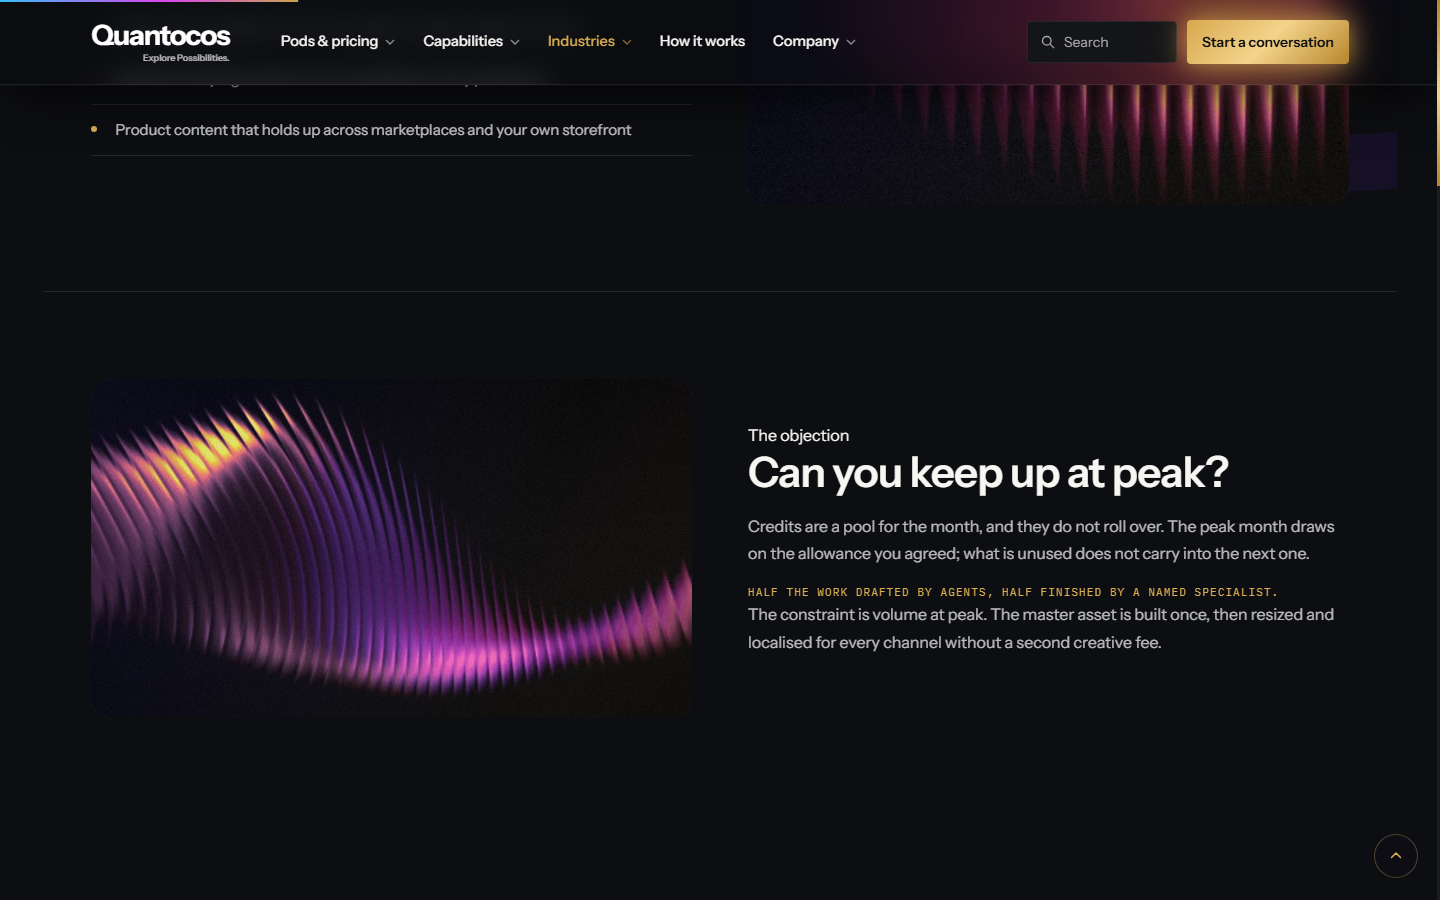 Quantocos
Explore Possibilities.
Pods & pricing
Capabilities
Industries
How it works
Company
Search
Start a conversation
Product content that holds up across marketplaces and your own storefront
The objection
Can you keep up at peak?
Credits are a pool for the month, and they do not roll over. The peak month draws
on the allowance you agreed; what is unused does not carry into the next one.
HALF THE WORK DRAFTED BY AGENTS, HALF FINISHED BY A NAMED SPECIALIST.
The constraint is volume at peak. The master asset is built once, then resized and
localised for every channel without a second creative fee.